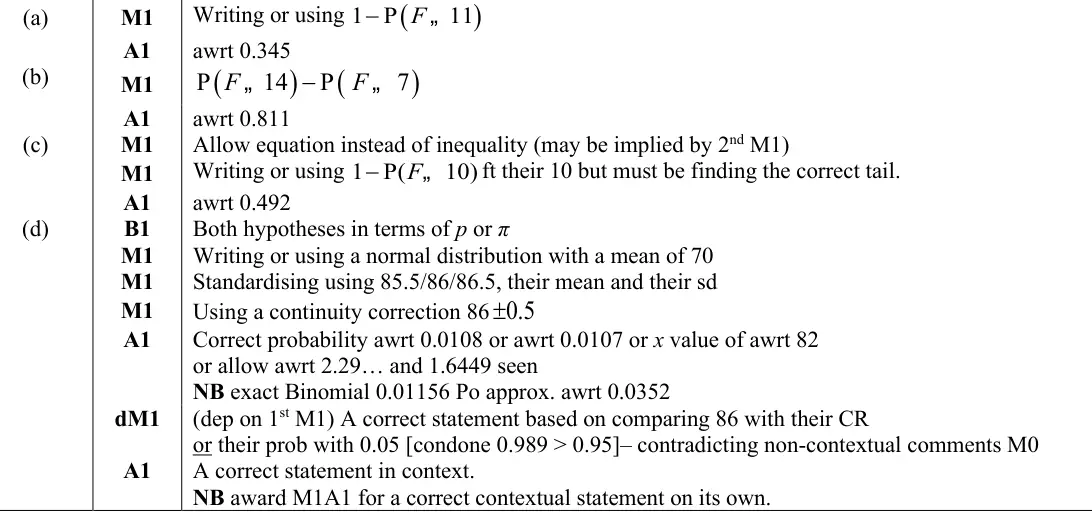 (a) M1 Writing or using 1 – P(F „ 11)
A1 awrt 0.345
(b) M1 P(F „ 14) – P(F „ 7)
A1 awrt 0.811
(c) M1 Allow equation instead of inequality (may be implied by 2nd M1)
M1 Writing or using 1 – P(F „ 10) ft their 10 but must be finding the correct tail.
A1 awrt 0.492
(d) B1 Both hypotheses in terms of p or π
M1 Writing or using a normal distribution with a mean of 70
M1 Standardising using 85.5/86/86.5, their mean and their sd
M1 Using a continuity correction 86 ±0.5
A1 Correct probability awrt 0.0108 or awrt 0.0107 or x value of awrt 82
or allow awrt 2.29… and 1.6449 seen
NB exact Binomial 0.01156 Po approx. awrt 0.0352
dM1 (dep on 1st M1) A correct statement based on comparing 86 with their CR
or their prob with 0.05 [condone 0.989 > 0.95]– contradicting non-contextual comments M0
A1 A correct statement in context.
NB award M1A1 for a correct contextual statement on its own.